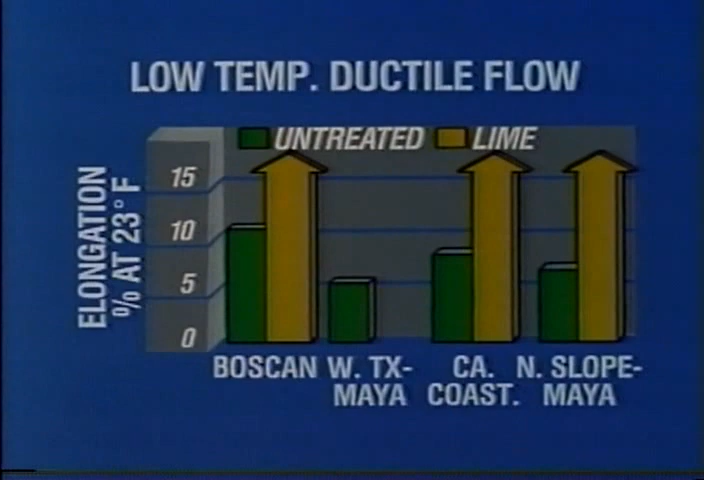 LOW TEMP. DUCTILE FLOW
UNTREATED LIME
ELONGATION
% AT 23° F
15
10
5
0
BOSCAN W. TX- CA. N. SLOPE-
MAYA COAST. MAYA